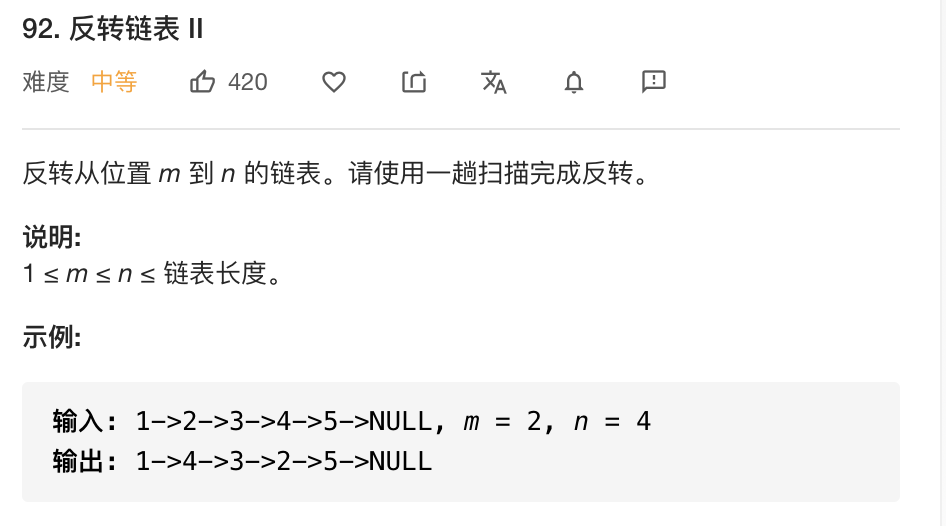 92. 反转链表 II
难度 中等 420
反转从位置 m 到 n 的链表。请使用一趟扫描完成反转。
说明:
1 ≤ m ≤ n ≤ 链表长度。
示例:
输入: 1->2->3->4->5->NULL, m = 2, n = 4
输出: 1->4->3->2->5->NULL